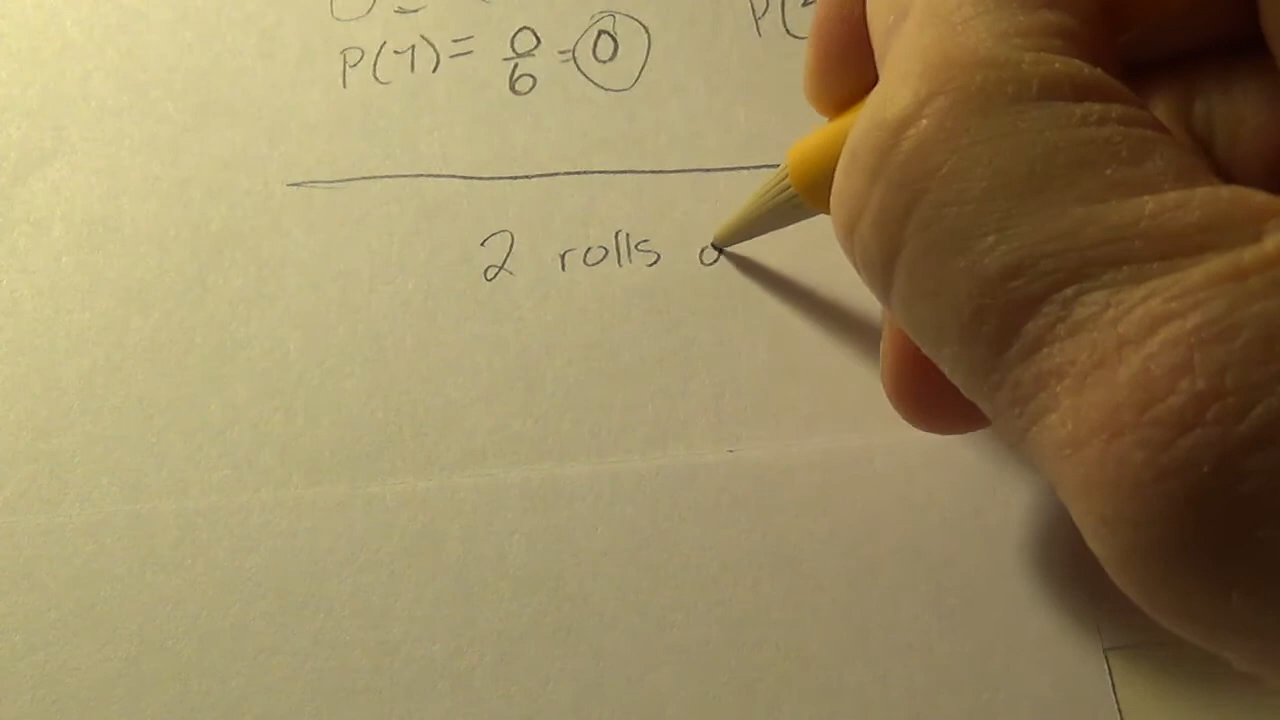 P(7) = 0/6 = 0
P(
2 rolls o